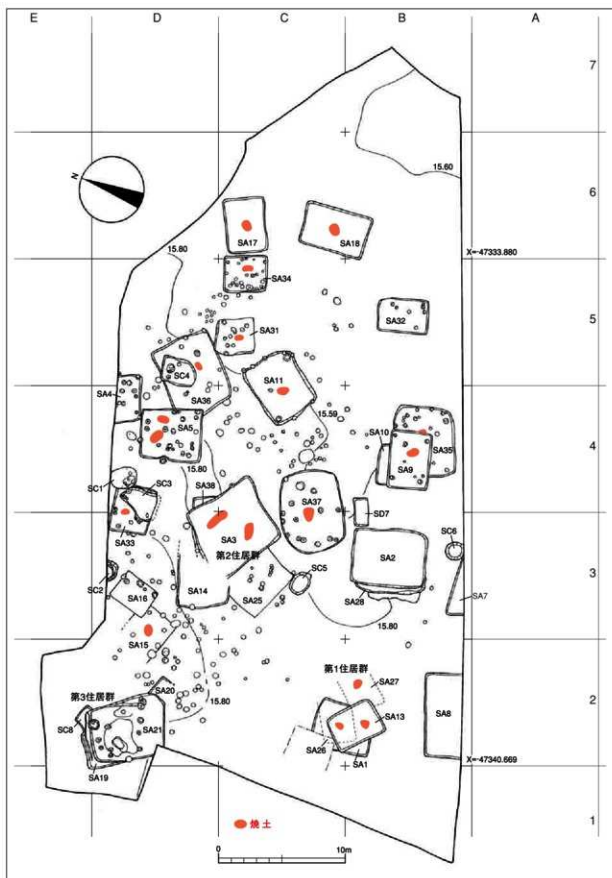 E
D
C
B
A
7
15.60
N
6
15.80
SA17
SA18
X=-47333.880
SA34
SA32
5
SA31
SC4
SA11
SA4
SA36
15.59
SA5
SA10
SA35
4
SA9
15.80
SC1
SC3
SA38
SA37
SD7
SA33
SA3
SC6
第2住居群
SA2
3
SC2
SA14
SC5
SA16
SA25
SA28
SA7
15.80
SA15
第1住居群
SA27
2
第3住居群
SA20
15.80
SA13
SA8
SC8
SA21
SA26
SA1
SA19
X=-47340.669
1
焼土
0
10m